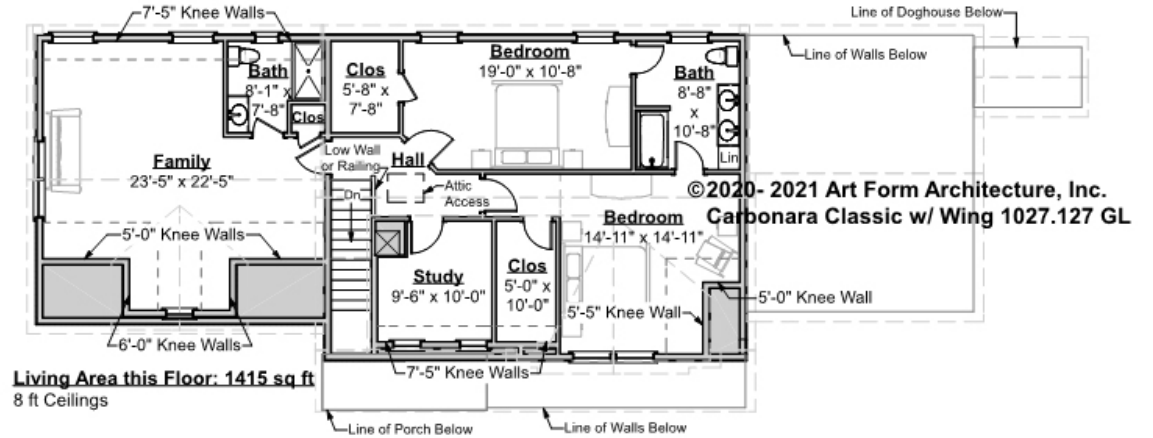 7'-5" Knee Walls
Line of Doghouse Below
Line of Walls Below
Bath
8'-1" x
7'-8"
Clos
Clos
5'-8" x
7'-8"
Bedroom
19'-0" x 10'-8"
Bath
8'-8"
x
10'-8"
Lin
Family
23'-5" x 22'-5"
Low Wall
or Railing
Hall
Dn
Attic
Access
©2020- 2021 Art Form Architecture, Inc.
Carbonara Classic w/ Wing 1027.127 GL
Bedroom
14'-11" x 14'-11"
5'-0" Knee Walls
Study
9'-6" x 10'-0"
Clos
5'-0" x
10'-0"
5'-0" Knee Wall
5'-5" Knee Wall
6'-0" Knee Walls
7'-5" Knee Walls
Living Area this Floor: 1415 sq ft
8 ft Ceilings
Line of Porch Below
Line of Walls Below